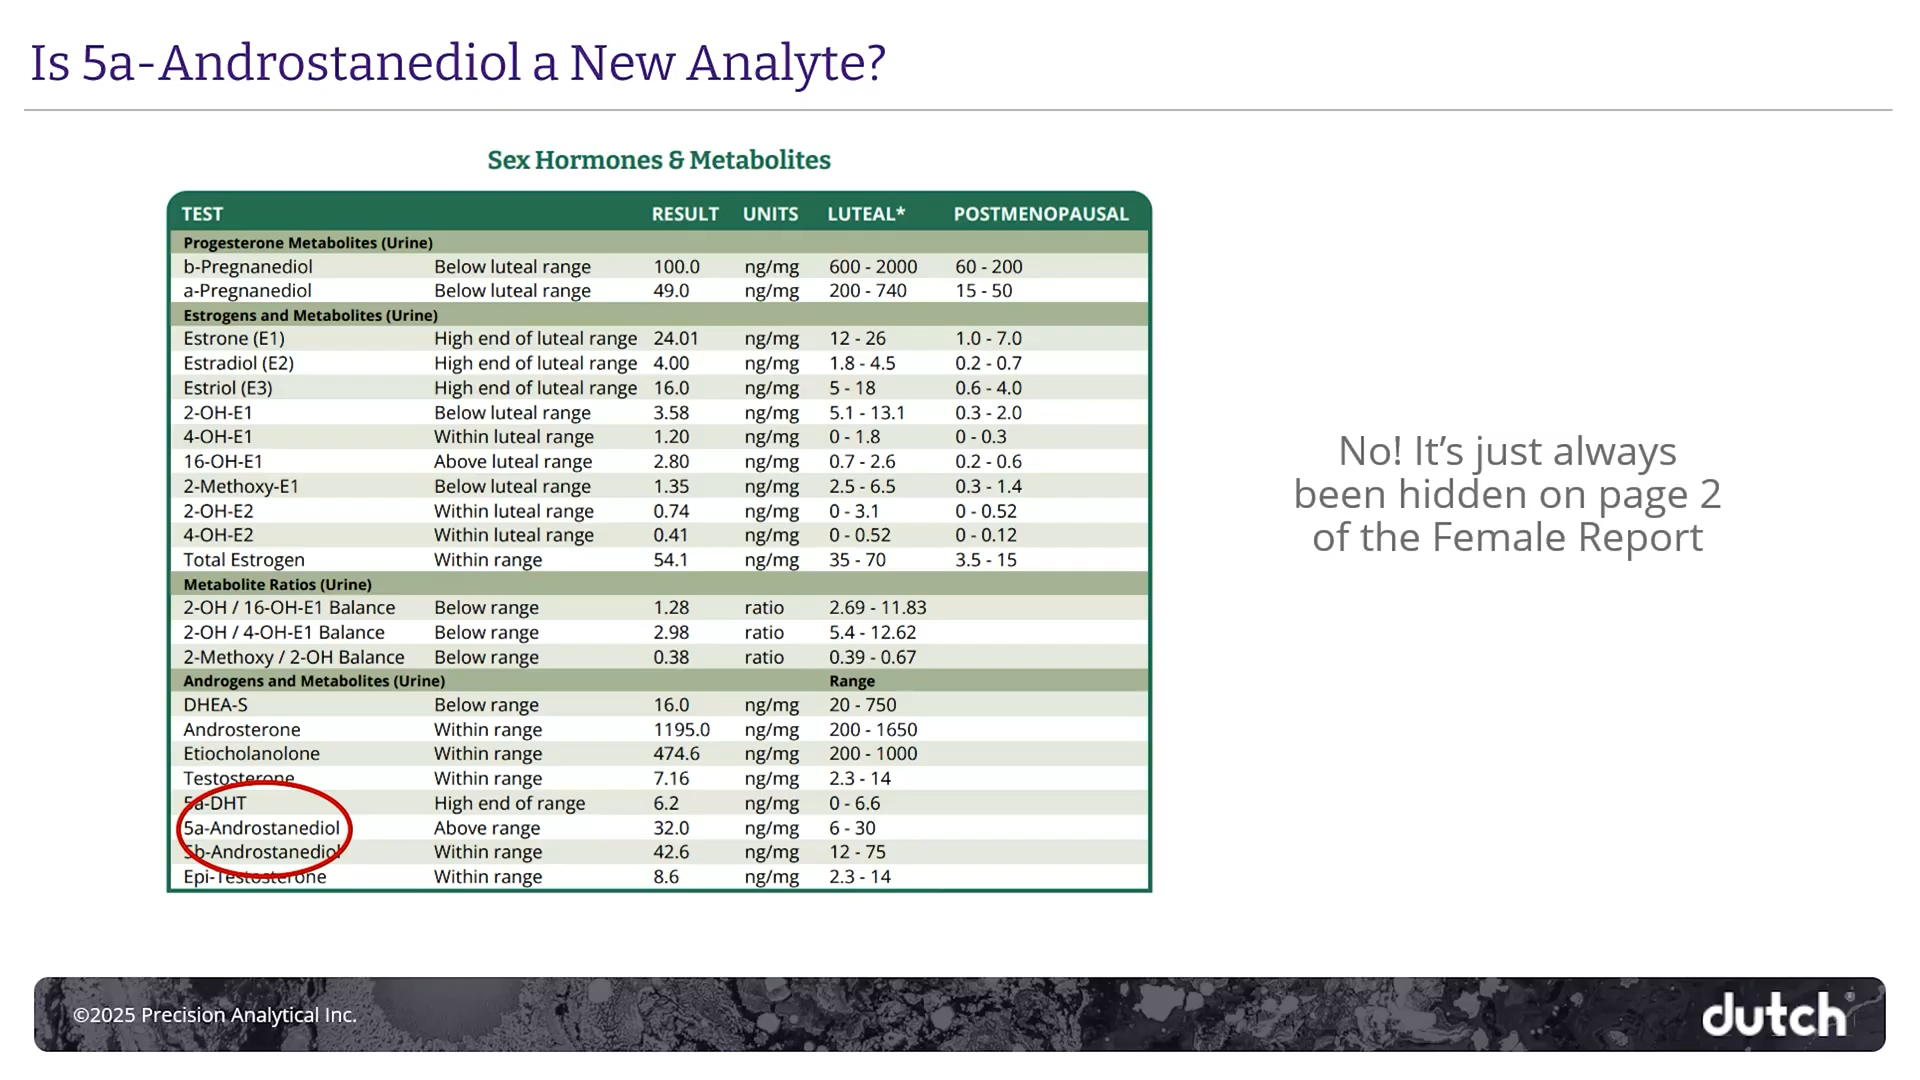 Is 5a-Androstanediol a New Analyte?
Sex Hormones & Metabolites
TEST RESULT UNITS LUTEAL* POSTMENOPAUSAL
Progesterone Metabolites (Urine)
b-Pregnanediol Below luteal range 100.0 ng/mg 600 - 2000 60 - 200
a-Pregnanediol Below luteal range 49.0 ng/mg 200 - 740 15 - 50
Estrogens and Metabolites (Urine)
Estrone (E1) High end of luteal range 24.01 ng/mg 12 - 26 1.0 - 7.0
Estradiol (E2) High end of luteal range 4.00 ng/mg 1.8 - 4.5 0.2 - 0.7
Estriol (E3) High end of luteal range 16.0 ng/mg 5 - 18 0.6 - 4.0
2-OH-E1 Below luteal range 3.58 ng/mg 5.1 - 13.1 0.3 - 2.0
4-OH-E1 Within luteal range 1.20 ng/mg 0 - 1.8 0 - 0.3
16-OH-E1 Above luteal range 2.80 ng/mg 0.7 - 2.6 0.2 - 0.6
2-Methoxy-E1 Below luteal range 1.35 ng/mg 2.5 - 6.5 0.3 - 1.4
2-OH-E2 Within luteal range 0.74 ng/mg 0 - 3.1 0 - 0.52
4-OH-E2 Within luteal range 0.41 ng/mg 0 - 0.52 0 - 0.12
Total Estrogen Within range 54.1 ng/mg 35 - 70 3.5 - 15
Metabolite Ratios (Urine)
2-OH / 16-OH-E1 Balance Below range 1.28 ratio 2.69 - 11.83
2-OH / 4-OH-E1 Balance Below range 2.98 ratio 5.4 - 12.62
2-Methoxy / 2-OH Balance Below range 0.38 ratio 0.39 - 0.67
Androgens and Metabolites (Urine) Range
DHEA-S Below range 16.0 ng/mg 20 - 750
Androsterone Within range 1195.0 ng/mg 200 - 1650
Etiocholanolone Within range 474.6 ng/mg 200 - 1000
Testosterone Within range 7.16 ng/mg 2.3 - 14
5a-DHT High end of range 6.2 ng/mg 0 - 6.6
5a-Androstanediol Above range 32.0 ng/mg 6 - 30
5b-Androstanediol Within range 42.6 ng/mg 12 - 75
Epi-Testosterone Within range 8.6 ng/mg 2.3 - 14
No! It's just always
been hidden on page 2
of the Female Report
©2025 Precision Analytical Inc.
dutch®